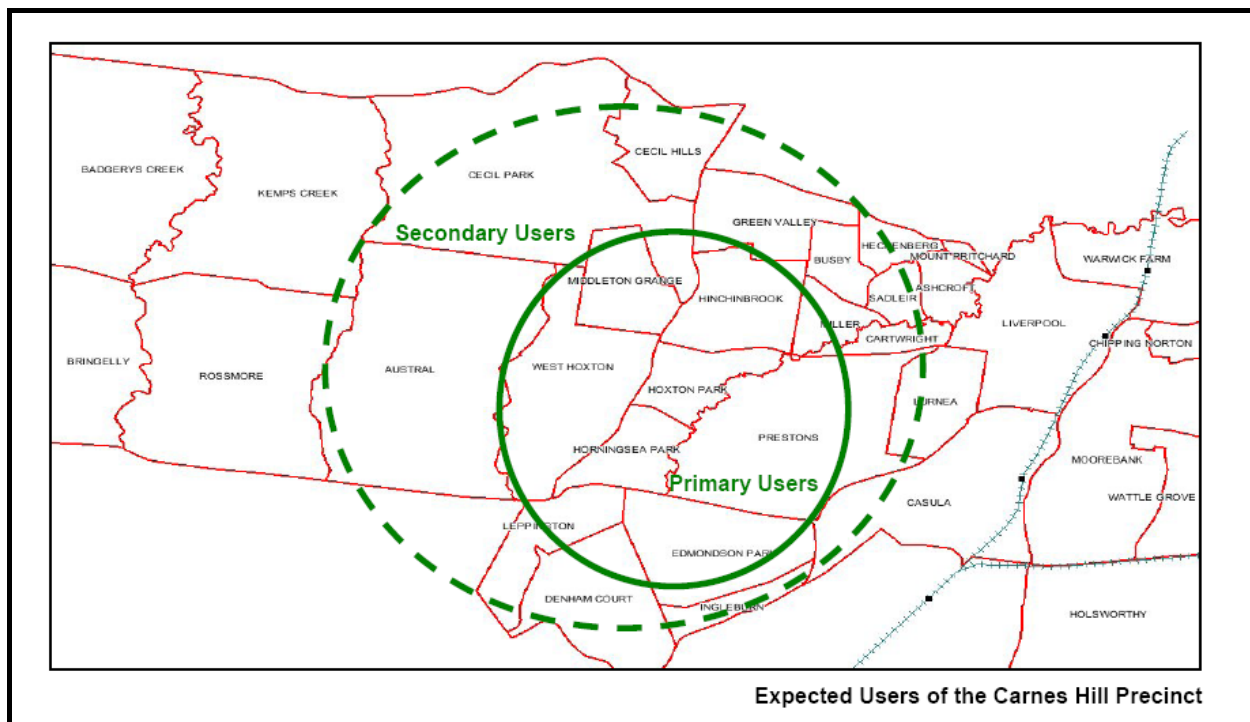 CECIL HILLS
BADGERYS CREEK
CECIL PARK
KEMPS CREEK
GREEN VALLEY
Secondary Users
HECKENBERG
MOUNT PRITCHARD
BUSBY
WARWICK FARM
MIDDLETON GRANGE
ASHCROFT
HINCHINBROOK
SADLEIR
LIVERPOOL
MILLER
CARTWRIGHT
CHIPPING NORTON
BRINGELLY
WEST HOXTON
AUSTRAL
ROSSMORE
HOXTON PARK
LURNEA
PRESTONS
HORNINGSEA PARK
MOOREBANK
Primary Users
WATTLE GROVE
CASULA
LEPPINGTON
EDMONDSON PARK
DENHAM COURT
INGLEBURN
HOLSWORTHY
Expected Users of the Carnes Hill Precinct